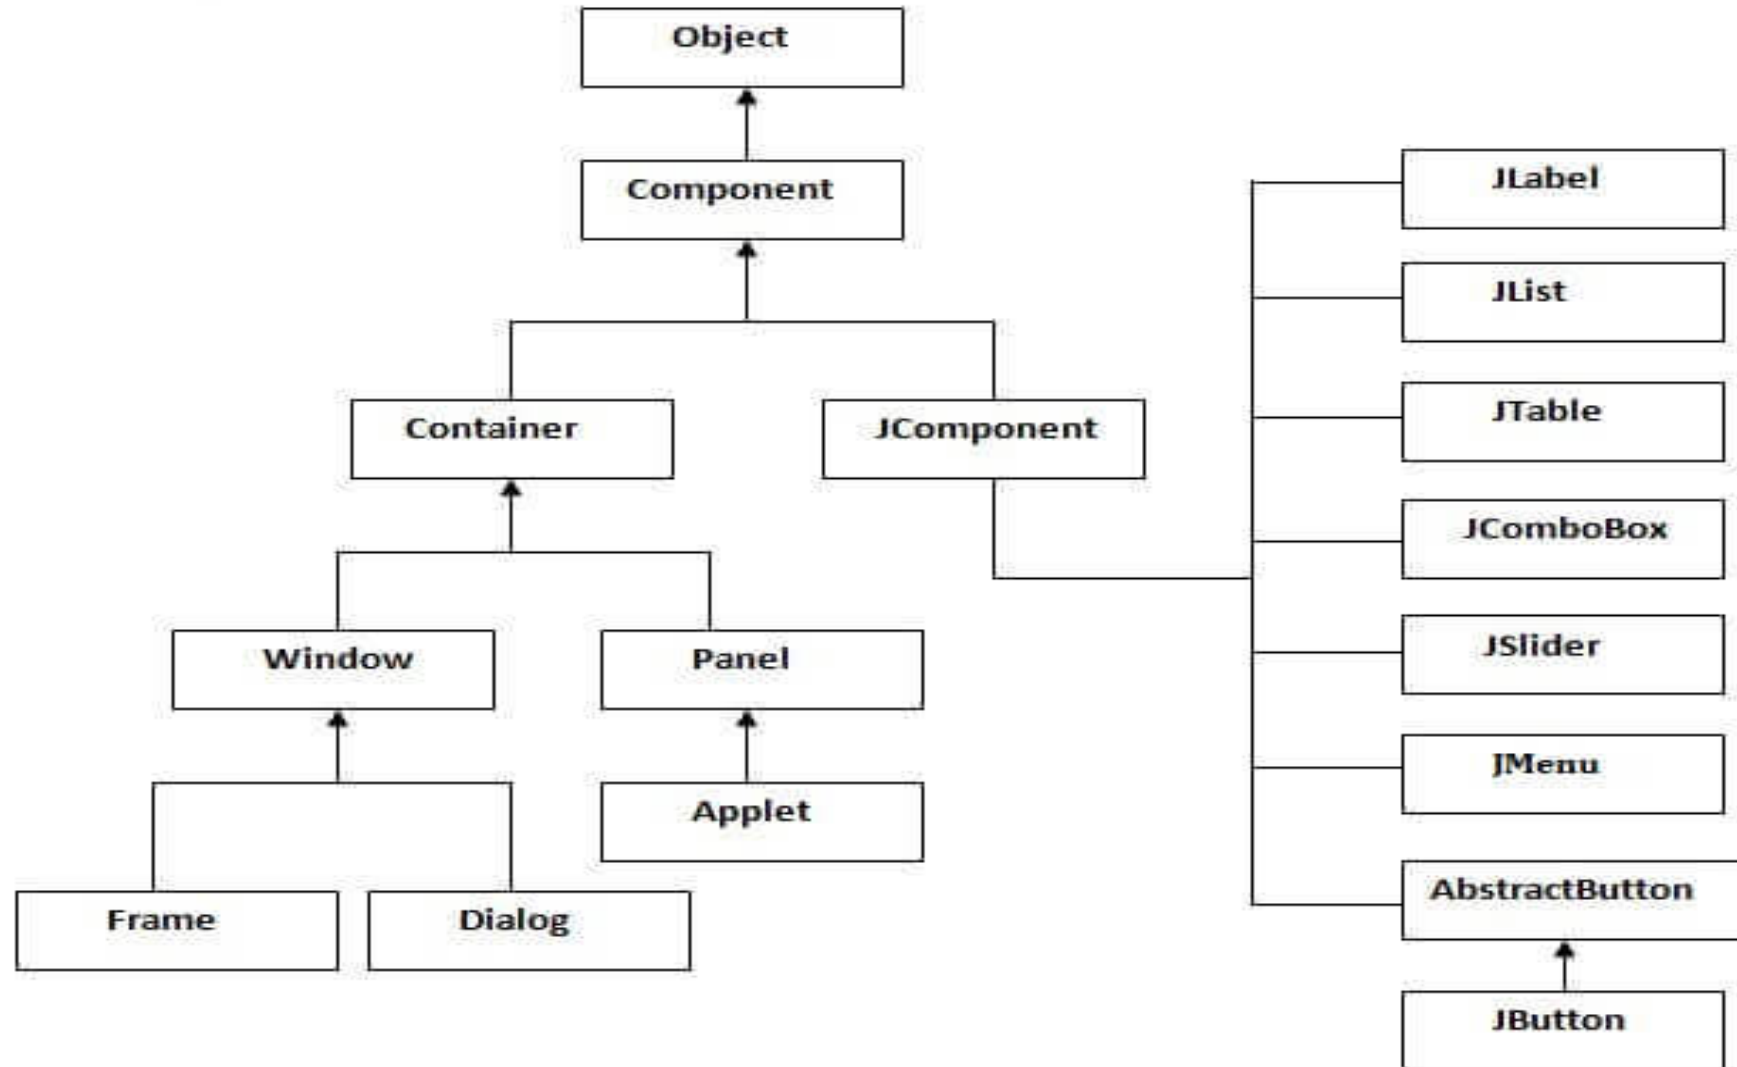 Object
Component
Container
JComponent
Window
Panel
Applet
Frame
Dialog
JLabel
JList
JTable
JComboBox
JSlider
JMenu
AbstractButton
JButton